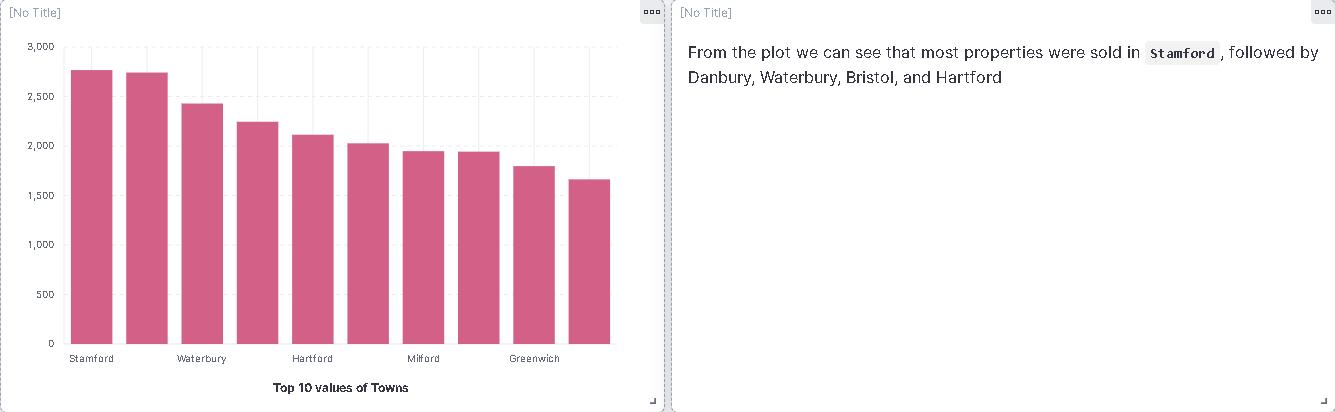 [No Title]
3,000
2,500
2,000
1,500
1,000
500
0
Stamford Waterbury Hartford Milford Greenwich
Top 10 values of Towns
[No Title]
From the plot we can see that most properties were sold in Stamford, followed by
Danbury, Waterbury, Bristol, and Hartford